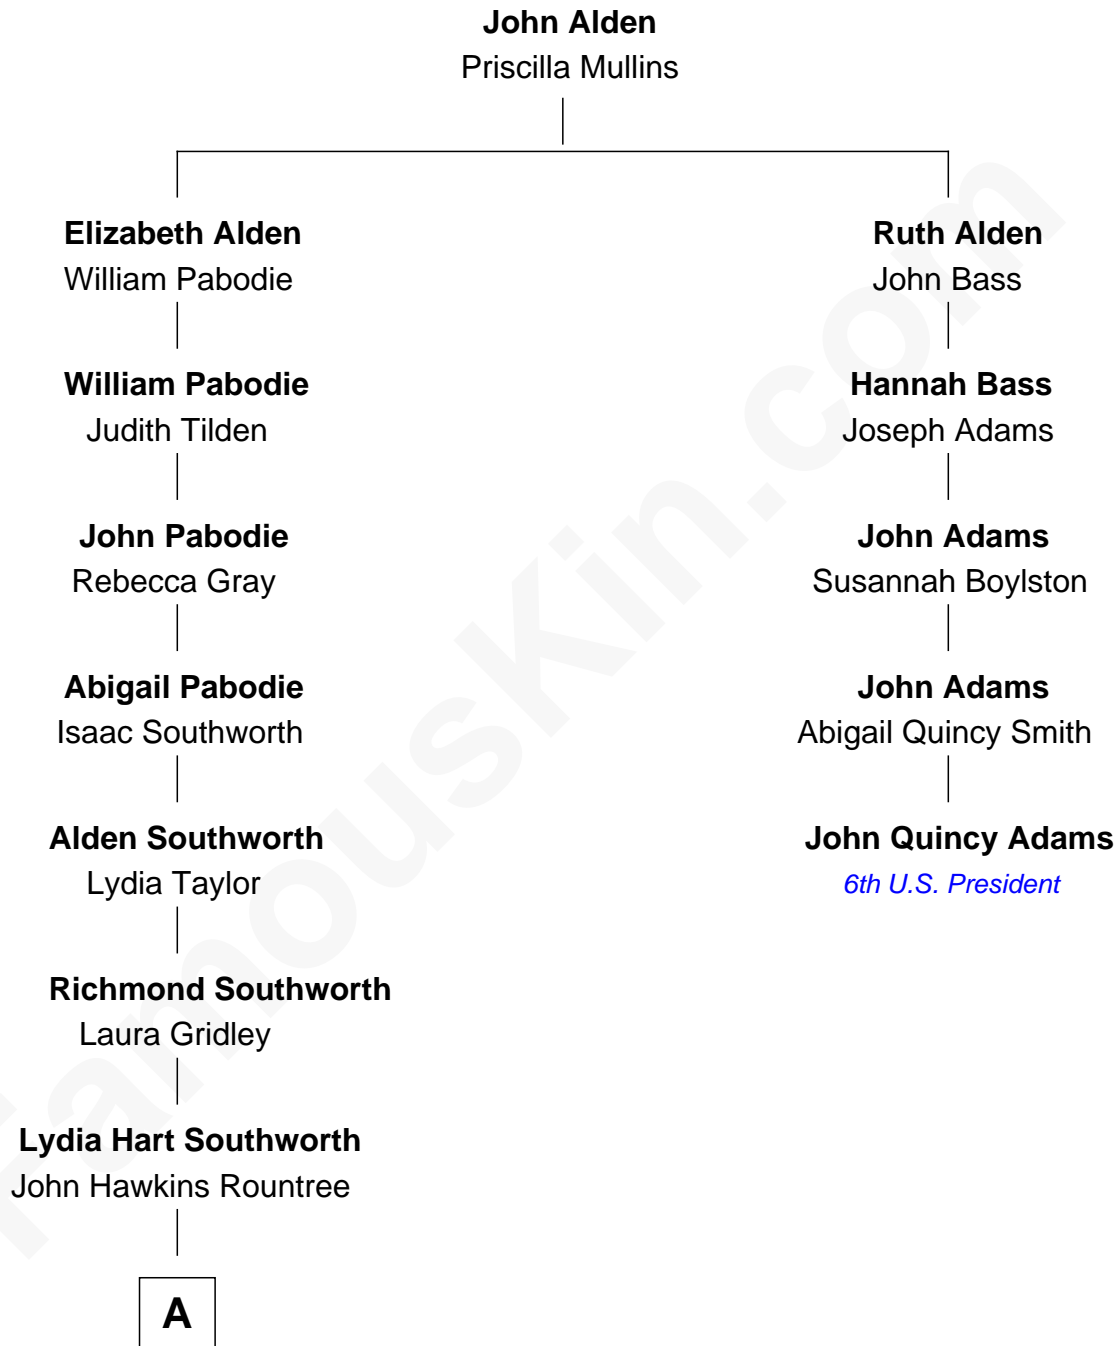 John Alden
Priscilla Mullins
Elizabeth Alden
William Pabodie
Ruth Alden
John Bass
William Pabodie
Judith Tilden
Hannah Bass
Joseph Adams
John Pabodie
Rebecca Gray
John Adams
Susannah Boylston
Abigail Pabodie
Isaac Southworth
John Adams
Abigail Quincy Smith
Alden Southworth
Lydia Taylor
John Quincy Adams
6th U.S. President
Richmond Southworth
Laura Gridley
Lydia Hart Southworth
John Hawkins Rountree
A
FamousKin.com